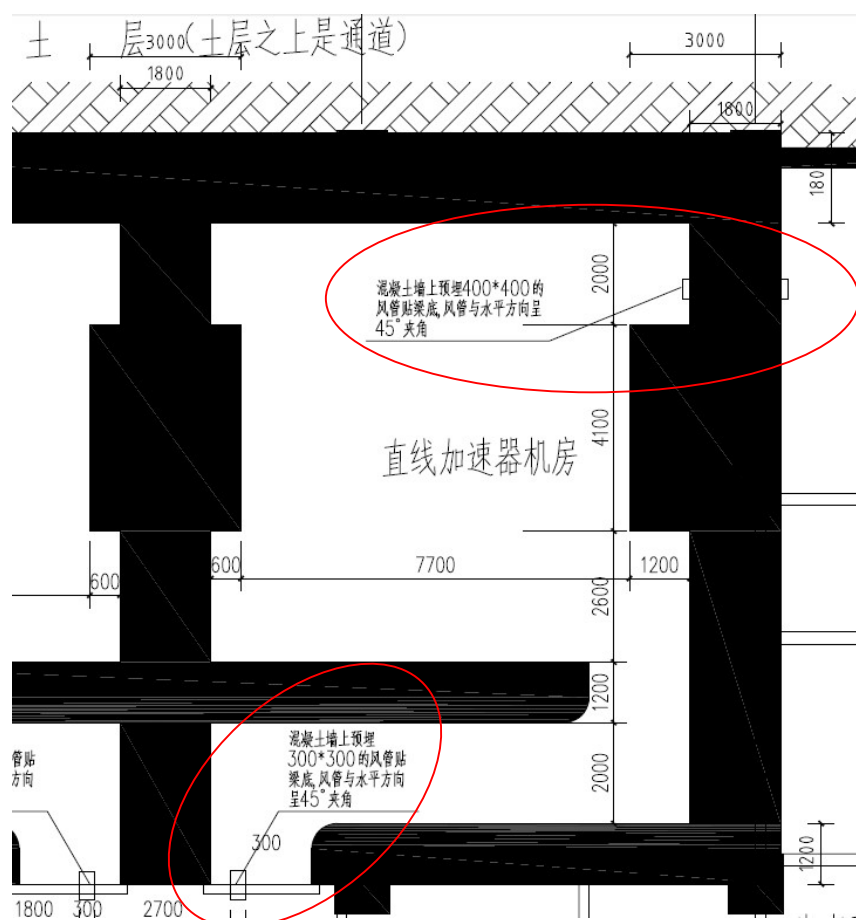 土 层(土层之上是通道)
3000
3000
1800
1800
180
2000
混凝土墙上预埋400*400的
风管贴梁底,风管与水平方向呈
45°夹角
4100
直线加速器机房
600
600
7700
1200
2600
1200
混凝土墙上预埋
300*300的风管贴
梁底,风管与水平方向
呈45°夹角
管贴
方向
2000
300
1200
1800
300
2700